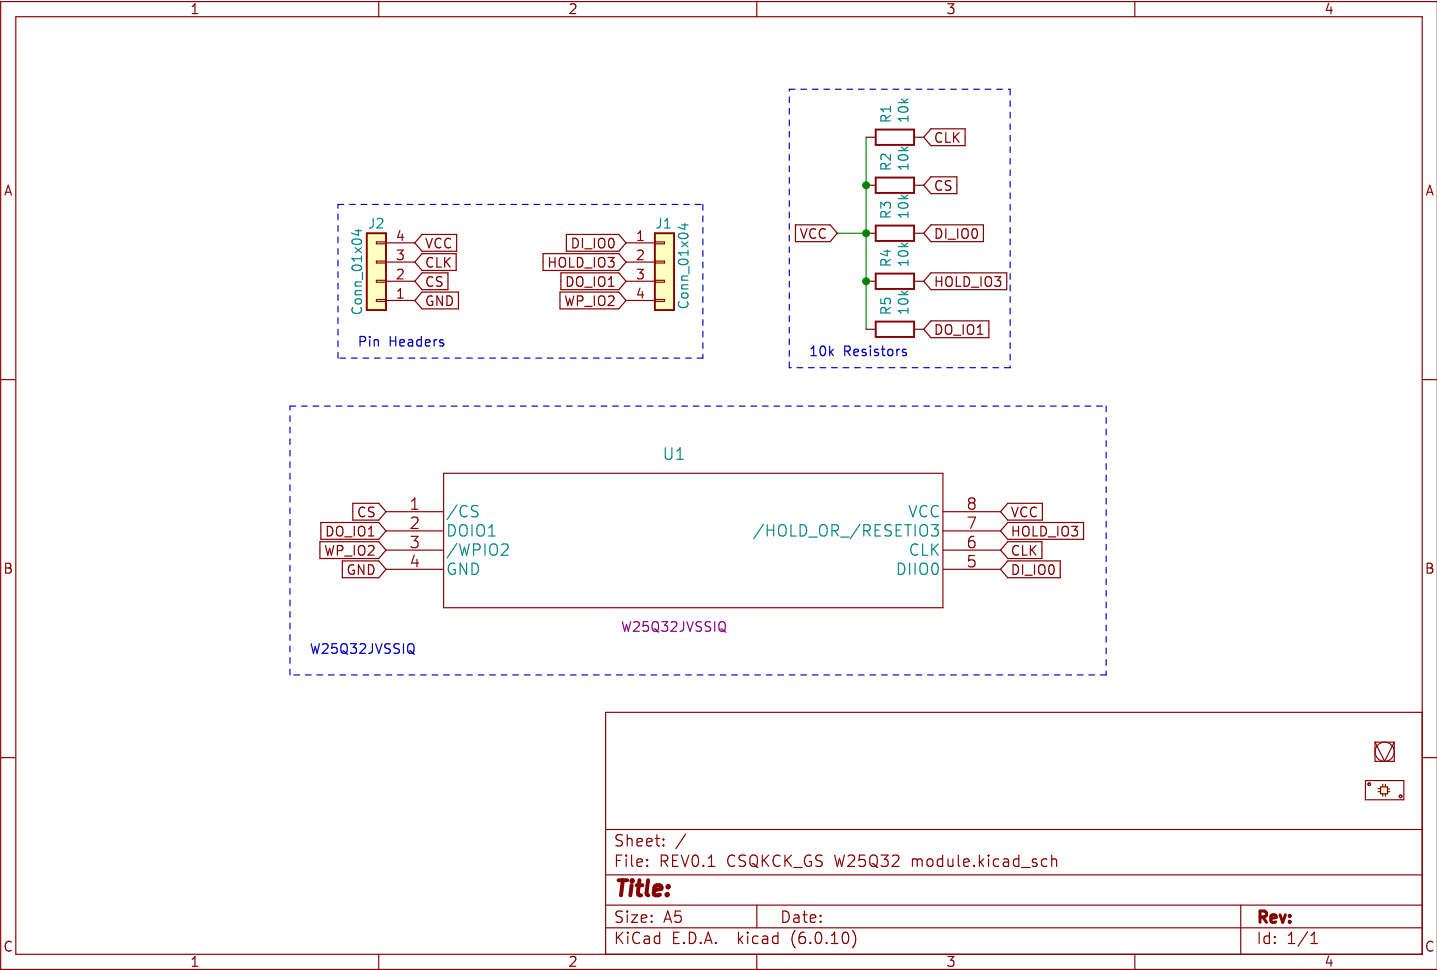 1 2 3 4
A
A
R1 10k
CLK
R2 10k
CS
R3 10k
VCC
DI_IO0
R4 10k
HOLD_IO3
R5 10k
DO_IO1
10k Resistors
J2
Conn_01x04
4 VCC
3 CLK
2 CS
1 GND
J1
Conn_01x04
DI_IO0 1
HOLD_IO3 2
DO_IO1 3
WP_IO2 4
Pin Headers
B
B
U1
CS 1 /CS
DO_IO1 2 DOIO1
WP_IO2 3 /WPIO2
GND 4 GND
VCC 8 VCC
/HOLD_OR_/RESETIO3 7 HOLD_IO3
CLK 6 CLK
DIIO0 5 DI_IO0
W25Q32JVSSIQ
W25Q32JVSSIQ
Sheet: /
File: REV0.1 CSQKCK_GS W25Q32 module.kicad_sch
Title:
Size: A5 Date: Rev:
KiCad E.D.A. kicad (6.0.10) Id: 1/1
C
C
1 2 3 4